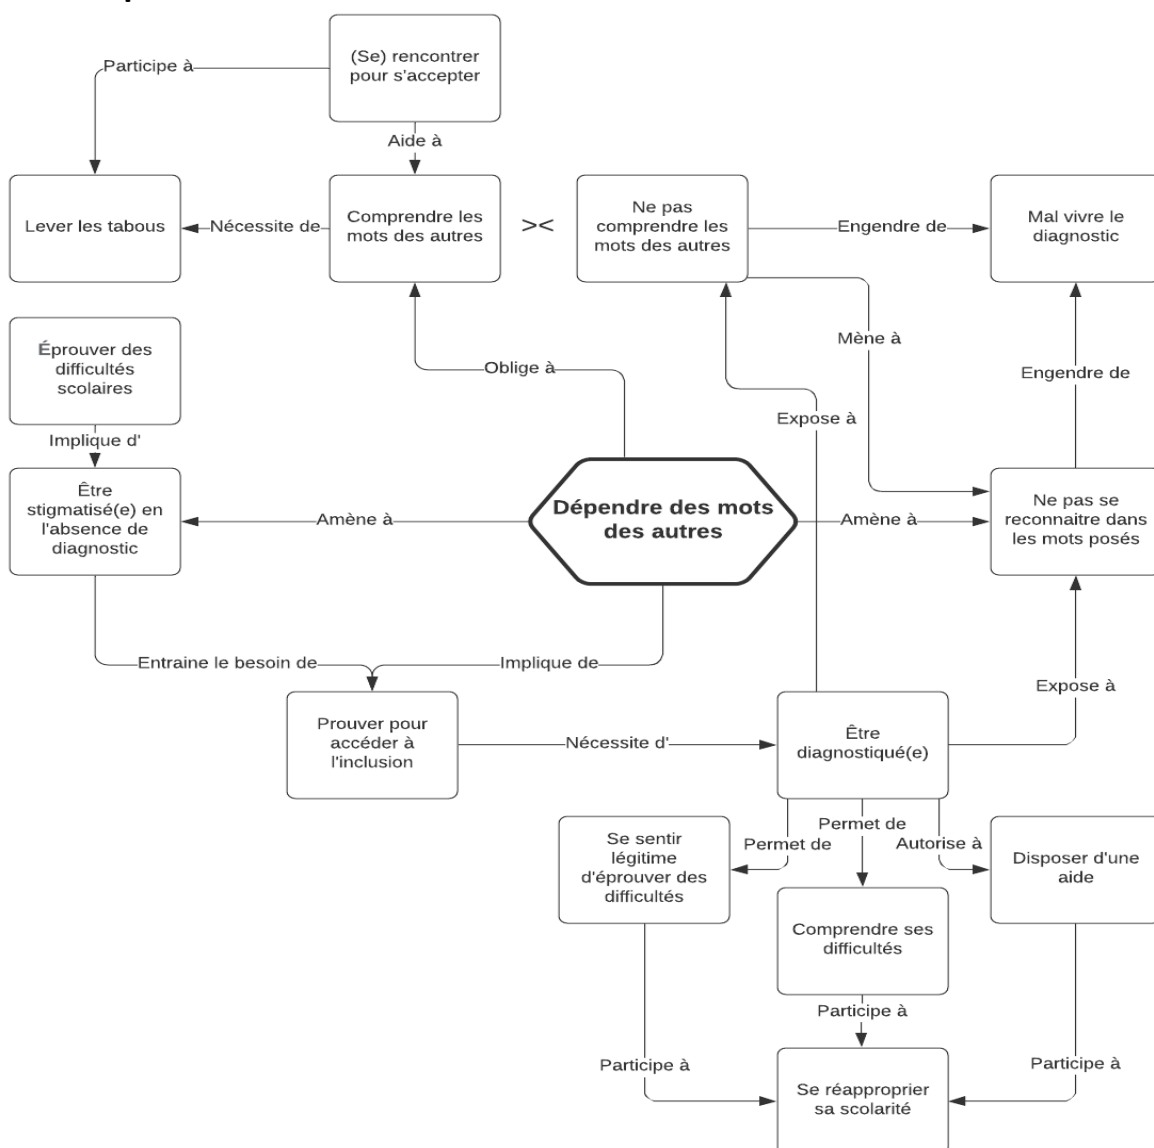 (Se) rencontrer
pour s'accepter
Participe à
Aide à
Lever les tabous
Nécessite de
Comprendre les
mots des autres
><
Ne pas
comprendre les
mots des autres
Engendre de
Mal vivre le
diagnostic
Éprouver des
difficultés
scolaires
Oblige à
Expose à
Mène à
Engendre de
Implique d'
Être
stigmatisé(e) en
l'absence de
diagnostic
Amène à
Dépendre des mots
des autres
Amène à
Ne pas se
reconnaitre dans
les mots posés
Entraine le besoin de
Implique de
Expose à
Prouver pour
accéder à
l'inclusion
Nécessite d'
Être
diagnostiqué(e)
Permet de
Permet de
Autorise à
Se sentir
légitime
d'éprouver des
difficultés
Disposer d'une
aide
Comprendre ses
difficultés
Participe à
Participe à
Participe à
Se réapproprier
sa scolarité